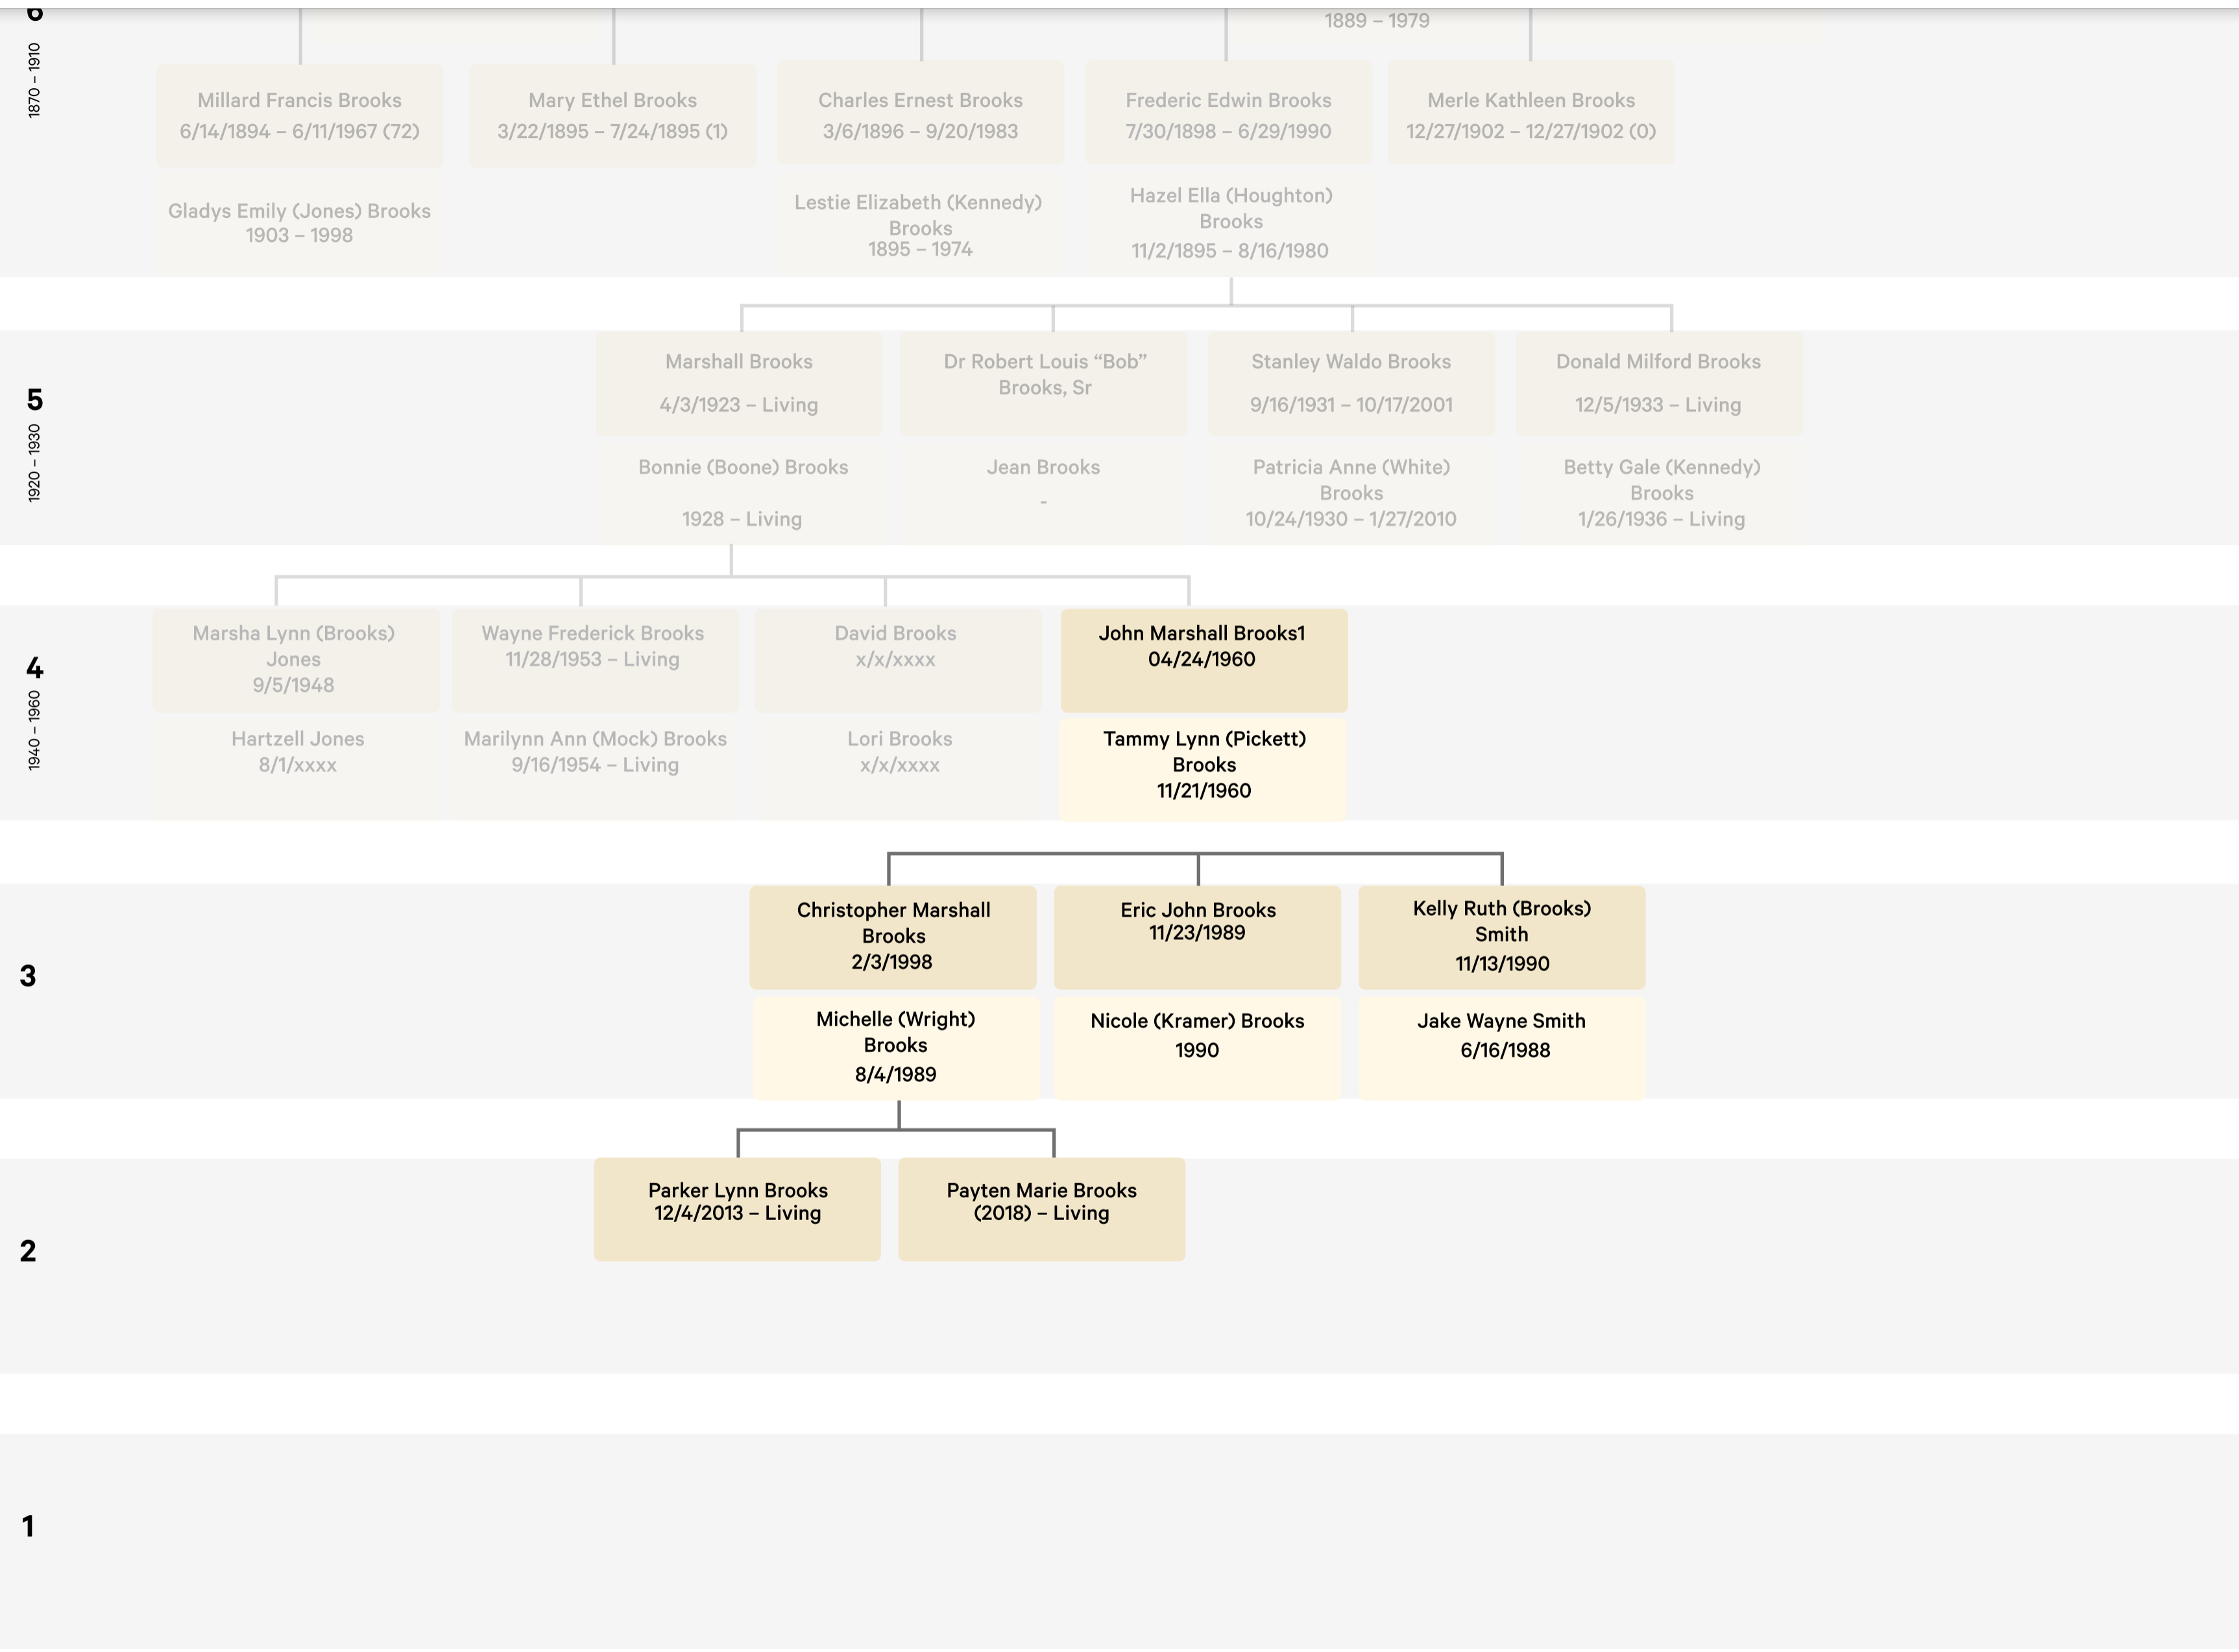 6
1870 – 1910
1889 – 1979
Millard Francis Brooks
6/14/1894 – 6/11/1967 (72)
Mary Ethel Brooks
3/22/1895 – 7/24/1895 (1)
Charles Ernest Brooks
3/6/1896 – 9/20/1983
Frederic Edwin Brooks
7/30/1898 – 6/29/1990
Merle Kathleen Brooks
12/27/1902 – 12/27/1902 (0)
Gladys Emily (Jones) Brooks
1903 – 1998
Lestie Elizabeth (Kennedy)
Brooks
1895 – 1974
Hazel Ella (Houghton)
Brooks
11/2/1895 – 8/16/1980
5
1920 – 1930
Marshall Brooks
4/3/1923 – Living
Dr Robert Louis “Bob”
Brooks, Sr
Stanley Waldo Brooks
9/16/1931 – 10/17/2001
Donald Milford Brooks
12/5/1933 – Living
Bonnie (Boone) Brooks
1928 – Living
Jean Brooks
-
Patricia Anne (White)
Brooks
10/24/1930 – 1/27/2010
Betty Gale (Kennedy)
Brooks
1/26/1936 – Living
4
1940 – 1960
Marsha Lynn (Brooks)
Jones
9/5/1948
Wayne Frederick Brooks
11/28/1953 – Living
David Brooks
x/x/xxxx
John Marshall Brooks1
04/24/1960
Hartzell Jones
8/1/xxxx
Marilynn Ann (Mock) Brooks
9/16/1954 – Living
Lori Brooks
x/x/xxxx
Tammy Lynn (Pickett)
Brooks
11/21/1960
3
Christopher Marshall
Brooks
2/3/1998
Eric John Brooks
11/23/1989
Kelly Ruth (Brooks)
Smith
11/13/1990
Michelle (Wright)
Brooks
8/4/1989
Nicole (Kramer) Brooks
1990
Jake Wayne Smith
6/16/1988
2
Parker Lynn Brooks
12/4/2013 – Living
Payten Marie Brooks
(2018) – Living
1